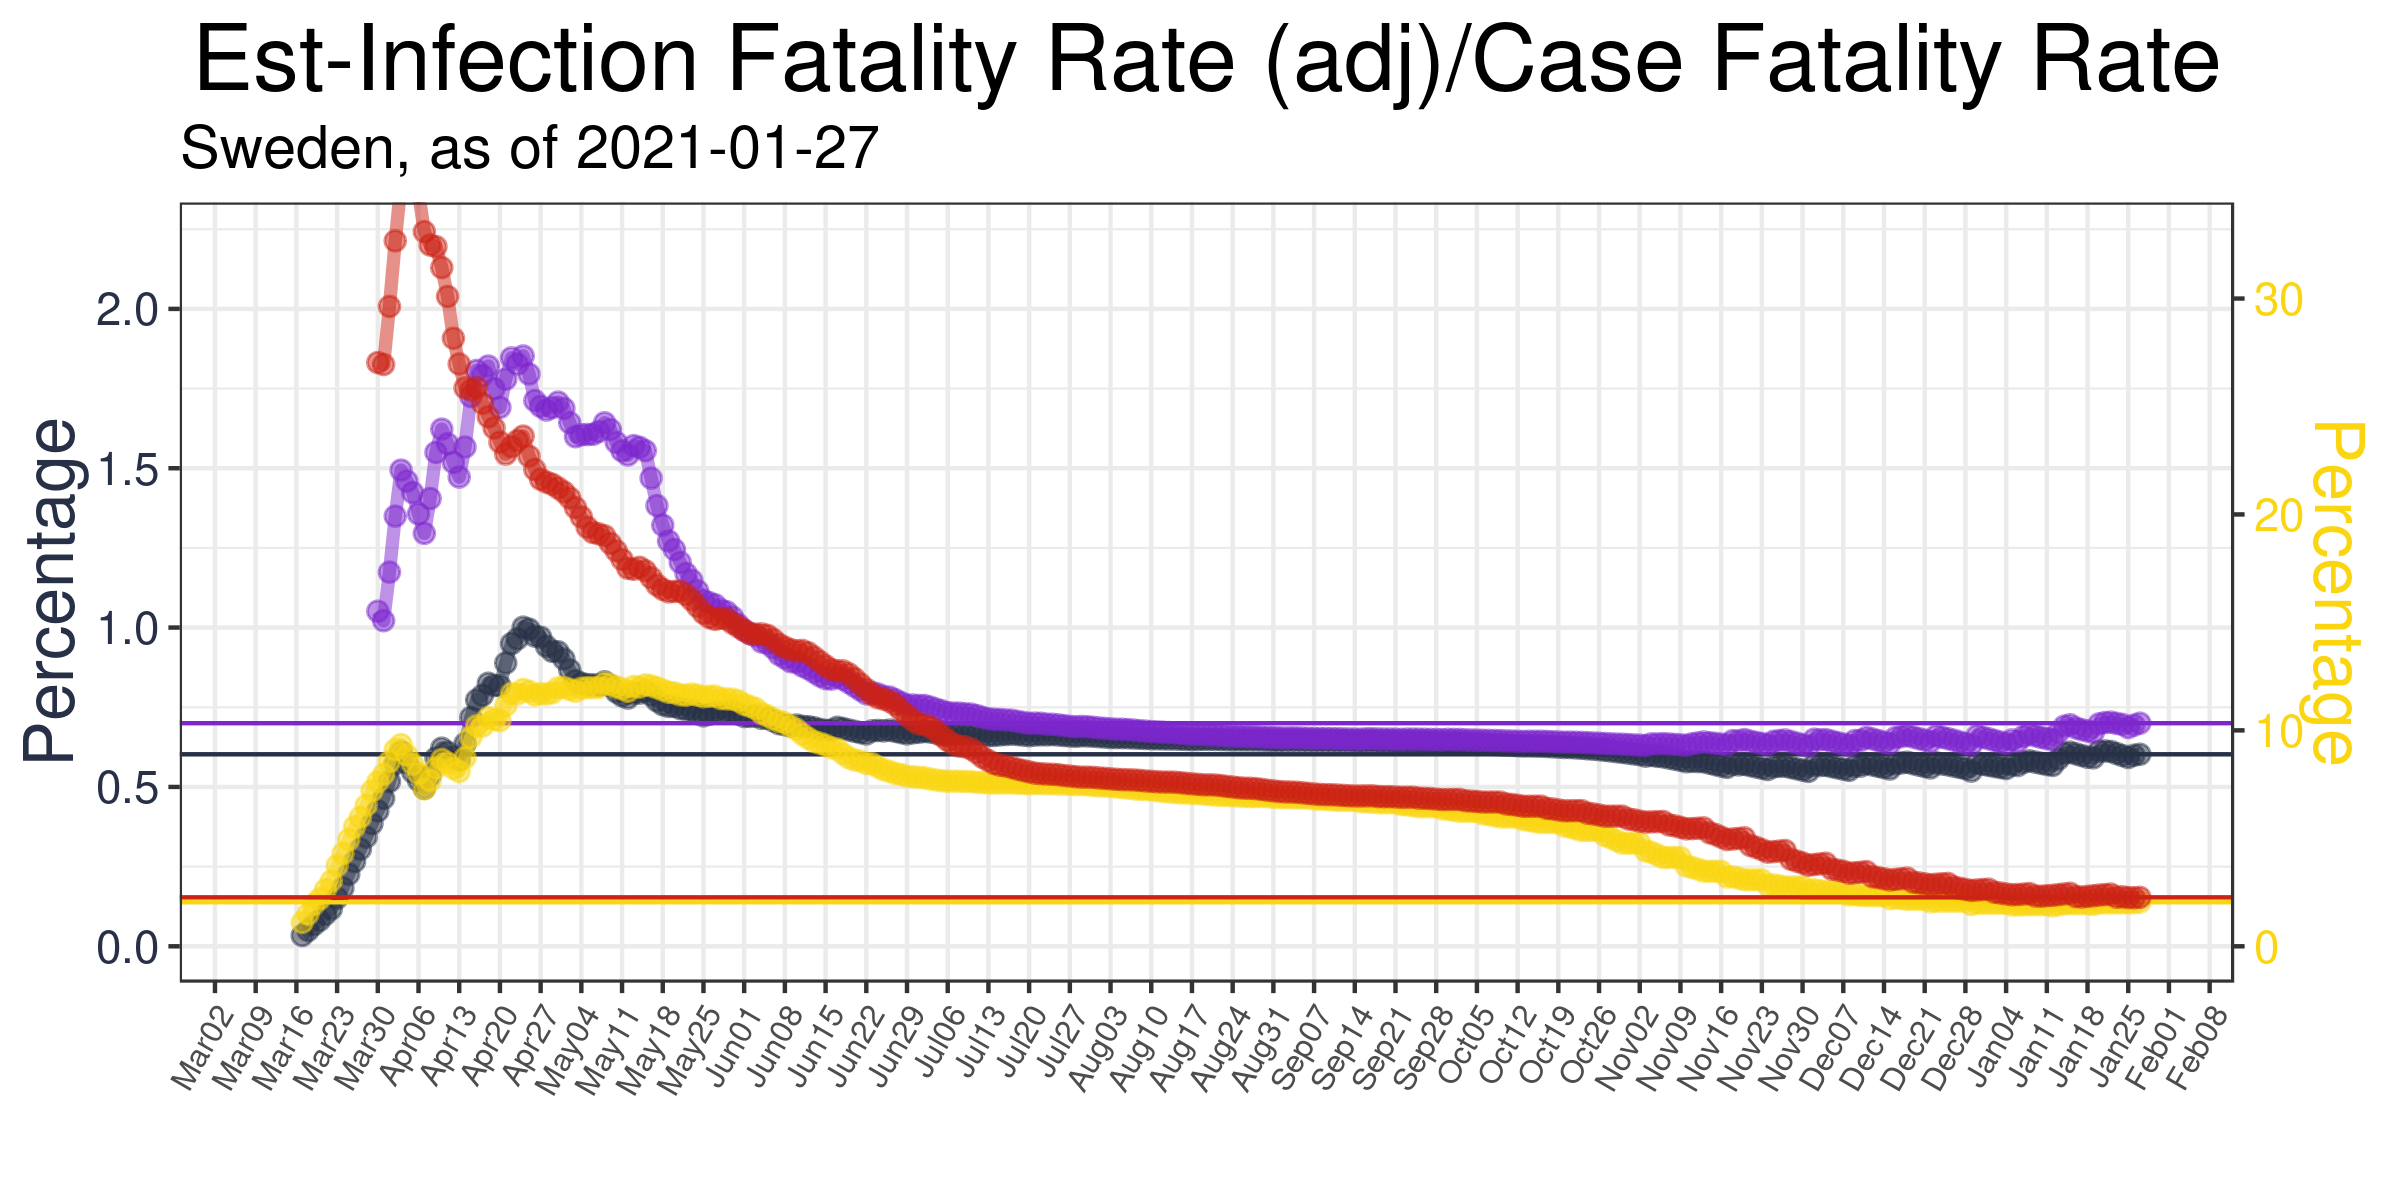 Est-Infection Fatality Rate (adj)/Case Fatality Rate
Sweden, as of 2021-01-27
Percentage
2.0
1.5
1.0
0.5
0.0
30
20
10
0
Percentage
Mar02 Mar09 Mar16 Mar23 Mar30 Apr06 Apr13 Apr20 Apr27 May04 May11 May18 May25 Jun01 Jun08 Jun15 Jun22 Jun29 Jul06 Jul13 Jul20 Jul27 Aug03 Aug10 Aug17 Aug24 Aug31 Sep07 Sep14 Sep21 Sep28 Oct05 Oct12 Oct19 Oct26 Nov02 Nov09 Nov16 Nov23 Nov30 Dec07 Dec14 Dec21 Dec28 Jan04 Jan11 Jan18 Jan25 Feb01 Feb08